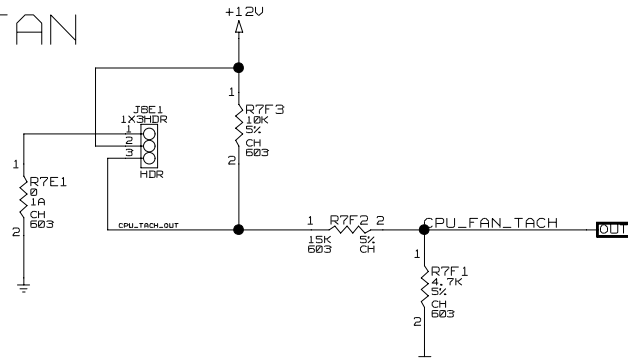 FAN
+12V
J8E1
1X3HDR
1
2
3
HDR
1
R7F3
10K
5%
CH
603
2
1
R7E1
0
1A
CH
603
2
CPU_TACH_OUT
1 R7F2 2
15K 5%
603 CH
CPU_FAN_TACH
OUT
1
R7F1
4.7K
5%
CH
603
2